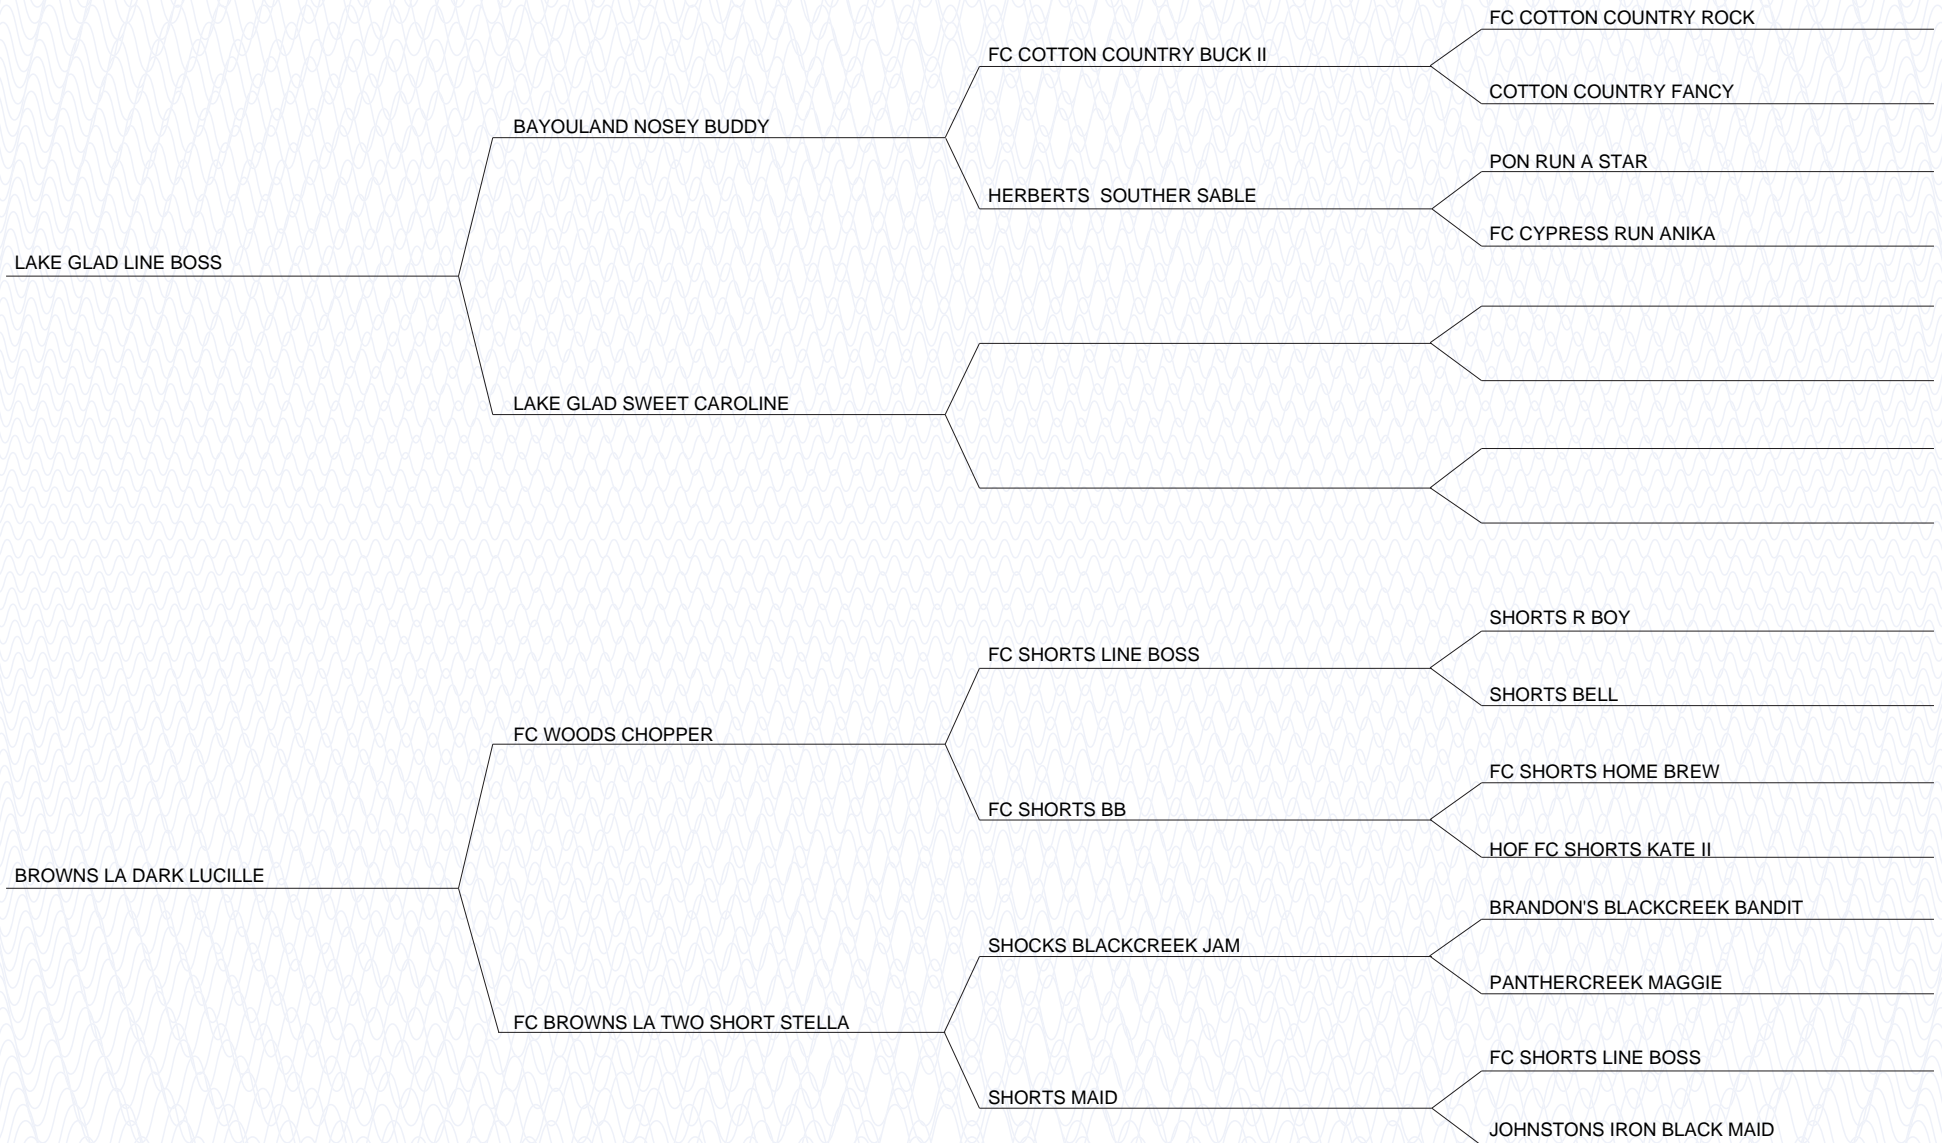 FC COTTON COUNTRY ROCK
FC COTTON COUNTRY BUCK II
COTTON COUNTRY FANCY
BAYOULAND NOSEY BUDDY
PON RUN A STAR
HERBERTS  SOUTHER SABLE
FC CYPRESS RUN ANIKA
LAKE GLAD LINE BOSS
LAKE GLAD SWEET CAROLINE
SHORTS R BOY
FC SHORTS LINE BOSS
SHORTS BELL
FC WOODS CHOPPER
FC SHORTS HOME BREW
FC SHORTS BB
HOF FC SHORTS KATE II
BROWNS LA DARK LUCILLE
BRANDON'S BLACKCREEK BANDIT
SHOCKS BLACKCREEK JAM
PANTHERCREEK MAGGIE
FC BROWNS LA TWO SHORT STELLA
FC SHORTS LINE BOSS
SHORTS MAID
JOHNSTONS IRON BLACK MAID